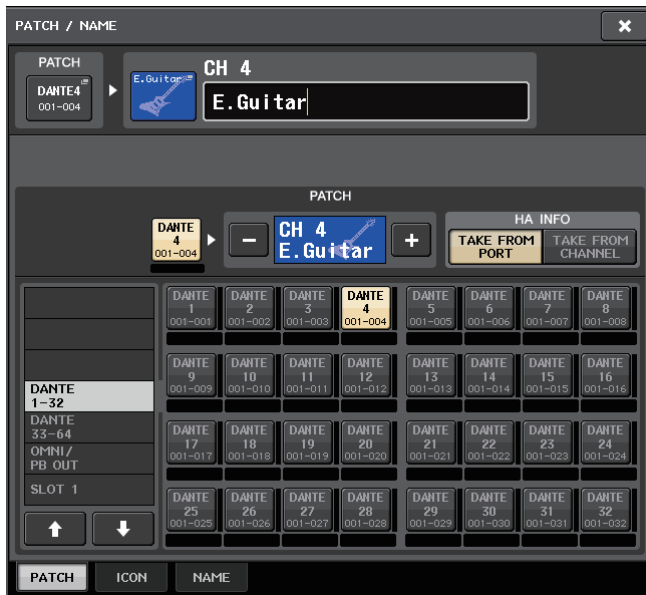 PATCH / NAME
PATCH
DANTE4
001-004
E.Guitar
CH 4
E.Guitar
PATCH
DANTE
4
001-004
CH 4
E.Guitar
HA INFO
TAKE FROM
PORT
TAKE FROM
CHANNEL
DANTE
1-32
DANTE
33-64
OMNI/
PB OUT
SLOT 1
DANTE DANTE DANTE DANTE DANTE DANTE DANTE DANTE
1 2 3 4 5 6 7 8
001-001 001-002 001-003 001-004 001-005 001-006 001-007 001-008
DANTE DANTE DANTE DANTE DANTE DANTE DANTE DANTE
9 10 11 12 13 14 15 16
001-009 001-010 001-011 001-012 001-013 001-014 001-015 001-016
DANTE DANTE DANTE DANTE DANTE DANTE DANTE DANTE
17 18 19 20 21 22 23 24
001-017 001-018 001-019 001-020 001-021 001-022 001-023 001-024
DANTE DANTE DANTE DANTE DANTE DANTE DANTE DANTE
25 26 27 28 29 30 31 32
001-025 001-026 001-027 001-028 001-029 001-030 001-031 001-032
PATCH ICON NAME